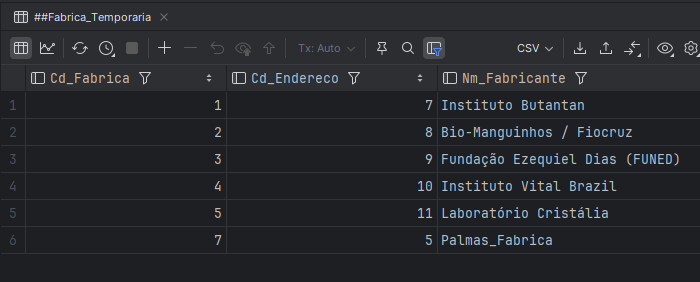 ##Fabrica_Temporaria
Tx: Auto CSV
Cd_Fabrica Cd_Endereco Nm_Fabricante
1 1 7 Instituto Butantan
2 2 8 Bio-Manguinhos / Fiocruz
3 3 9 Fundação Ezequiel Dias (FUNED)
4 4 10 Instituto Vital Brazil
5 5 11 Laboratório Cristália
6 7 5 Palmas_Fabrica